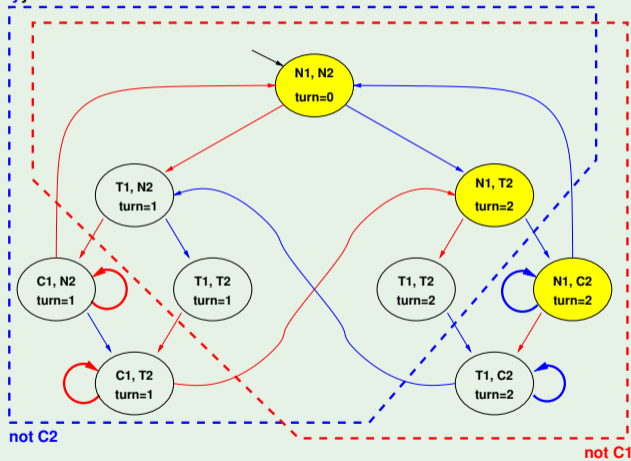 N1, N2
turn=0
T1, N2
turn=1
N1, T2
turn=2
C1, N2
turn=1
T1, T2
turn=1
T1, T2
turn=2
N1, C2
turn=2
C1, T2
turn=1
T1, C2
turn=2
not C2
not C1